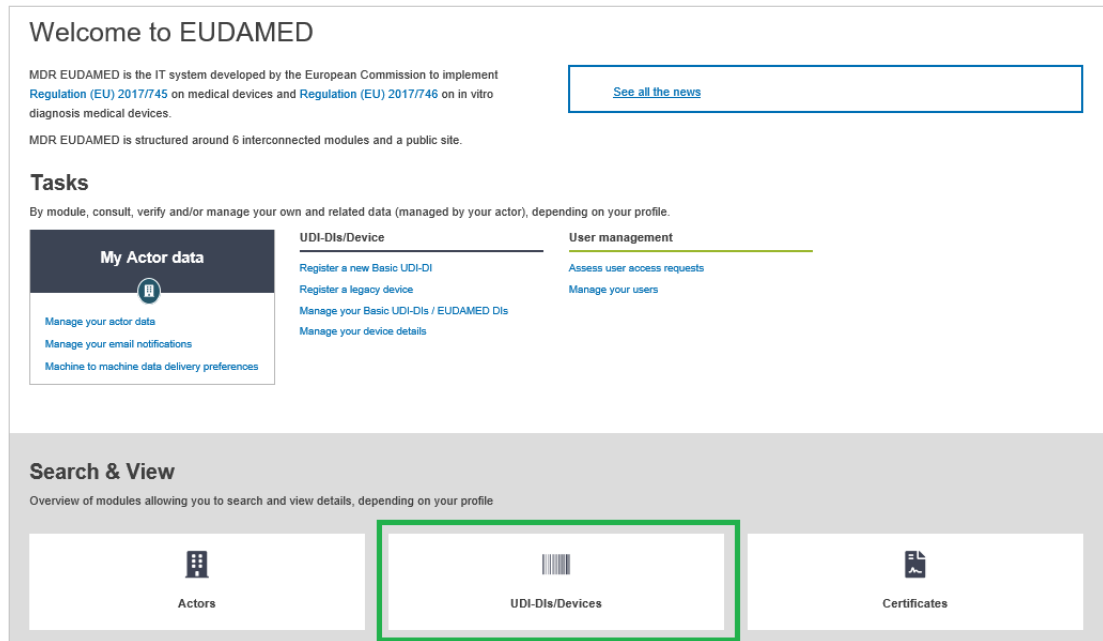 Welcome to EUDAMED
MDR EUDAMED is the IT system developed by the European Commission to implement
Regulation (EU) 2017/745 on medical devices and Regulation (EU) 2017/746 on in vitro
diagnosis medical devices.
MDR EUDAMED is structured around 6 interconnected modules and a public site.
See all the news
Tasks
By module, consult, verify and/or manage your own and related data (managed by your actor), depending on your profile.
My Actor data
Manage your actor data
Manage your email notifications
Machine to machine data delivery preferences
UDI-DIs/Device
Register a new Basic UDI-DI
Register a legacy device
Manage your Basic UDI-DIs / EUDAMED DIs
Manage your device details
User management
Assess user access requests
Manage your users
Search & View
Overview of modules allowing you to search and view details, depending on your profile
Actors
UDI-DIs/Devices
Certificates